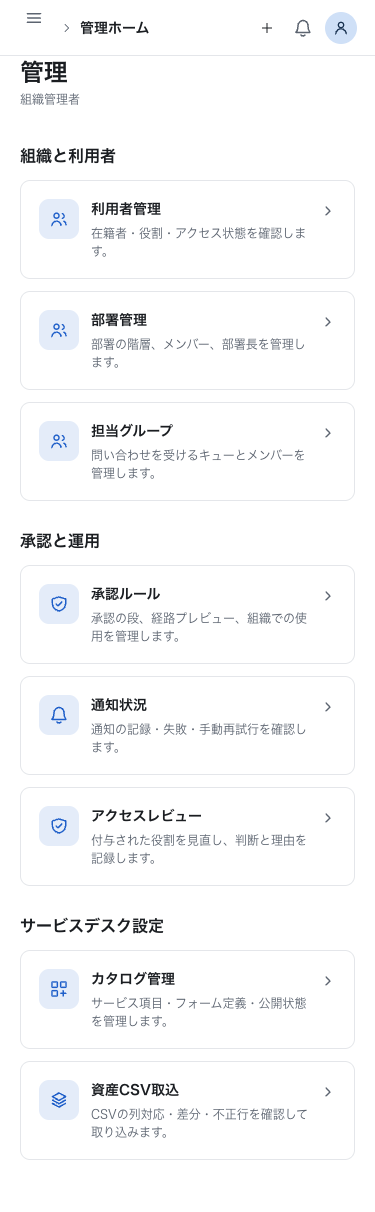 管理ホーム
管理
組織管理者
組織と利用者
利用者管理
在籍者・役割・アクセス状態を確認しま
す。
部署管理
部署の階層、メンバー、部署長を管理し
ます。
担当グループ
問い合わせを受けるキューとメンバーを
管理します。
承認と運用
承認ルール
承認の段、経路プレビュー、組織での使
用を管理します。
通知状況
通知の記録・失敗・手動再試行を確認し
ます。
アクセスレビュー
付与された役割を見直し、判断と理由を
記録します。
サービスデスク設定
カタログ管理
サービス項目・フォーム定義・公開状態
を管理します。
資産CSV取込
CSVの列対応・差分・不正行を確認して
取り込みます。